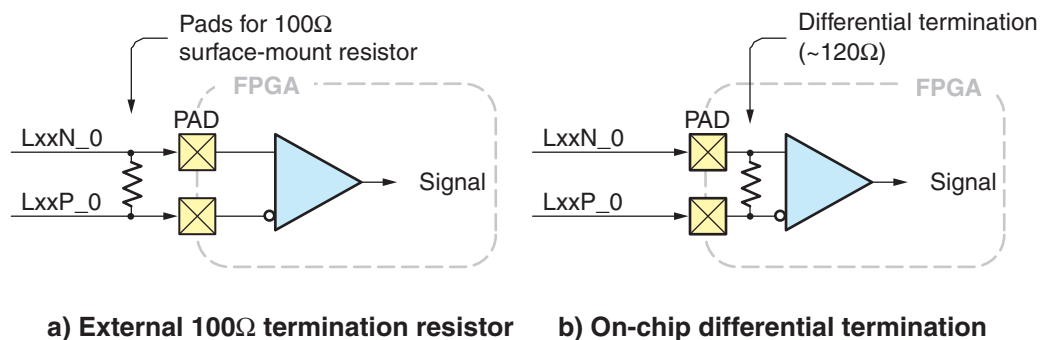 Pads for 100Ω
surface-mount resistor
FPGA
PAD
LxxN_0
LxxP_0
Signal
a) External 100Ω termination resistor
Differential termination
(~120Ω)
FPGA
PAD
LxxN_0
LxxP_0
Signal
b) On-chip differential termination